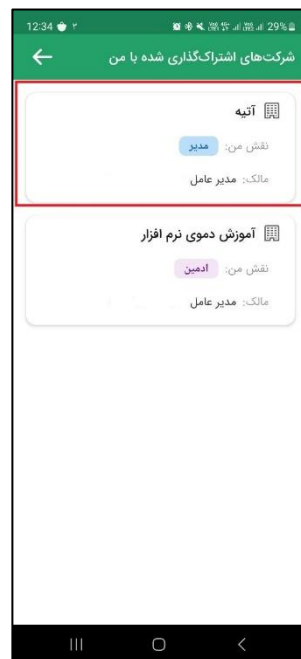 12:34 ۳ 29%
شرکت‌های اشتراک‌گذاری شده با من
آتیه
نقش من: مدیر
مالک: مدیر عامل
آموزش دموی نرم افزار
نقش من: ادمین
مالک: مدیر عامل